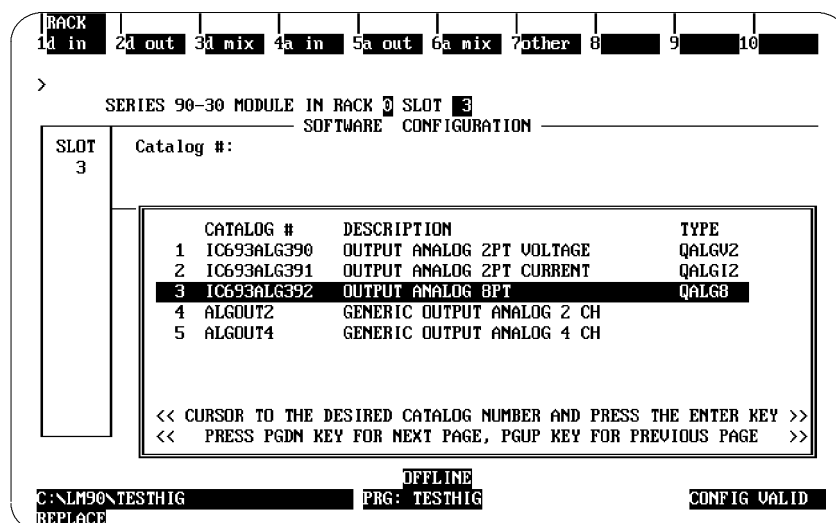 RACK
1d in 2d out 3d mix 4a in 5a out 6a mix 7other 8 9 10
>
SERIES 90-30 MODULE IN RACK 0 SLOT 3
SOFTWARE CONFIGURATION
SLOT Catalog #:
3
CATALOG # DESCRIPTION TYPE
1 IC693ALG390 OUTPUT ANALOG 2PT VOLTAGE QALGV2
2 IC693ALG391 OUTPUT ANALOG 2PT CURRENT QALGI2
3 IC693ALG392 OUTPUT ANALOG 8PT QALG8
4 ALGOUT2 GENERIC OUTPUT ANALOG 2 CH
5 ALGOUT4 GENERIC OUTPUT ANALOG 4 CH
<< CURSOR TO THE DESIRED CATALOG NUMBER AND PRESS THE ENTER KEY >>
<< PRESS PGDN KEY FOR NEXT PAGE, PGUP KEY FOR PREVIOUS PAGE >>
OFFLINE
C:\LM90\TESTHIG PRG: TESTHIG CONFIG VALID
REPLACE